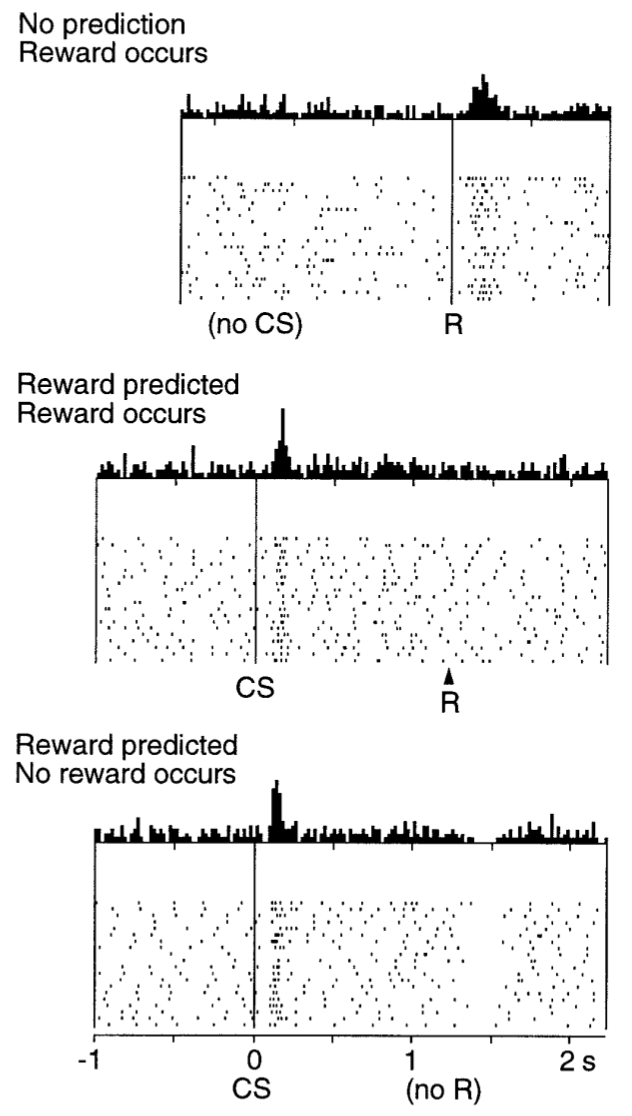 No prediction
Reward occurs
(no CS) R
Reward predicted
Reward occurs
CS R
Reward predicted
No reward occurs
-1 0 1 2 s
CS (no R)